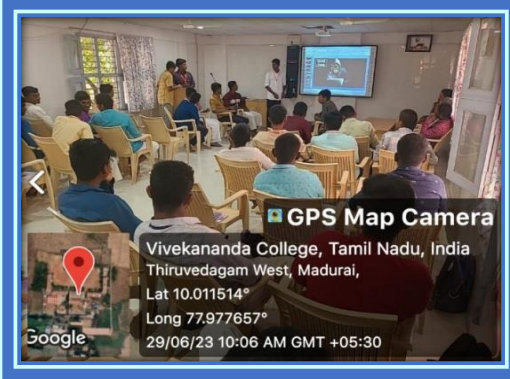 GPS Map Camera
Vivekananda College, Tamil Nadu, India
Thiruvedagam West, Madurai,
Lat 10.011514°
Long 77.977657°
29/06/23 10:06 AM GMT +05:30
Google